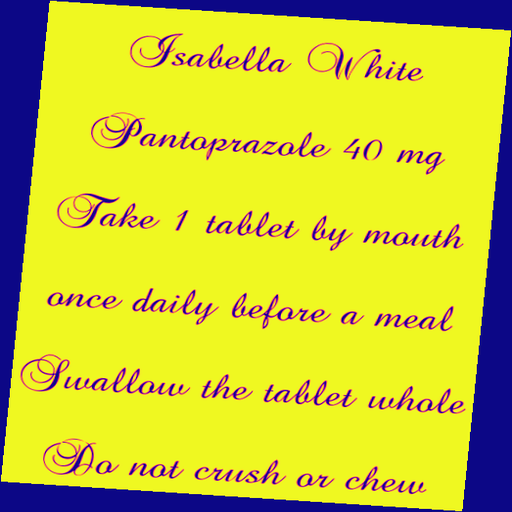 Isabella White
Pantoprazole 40 mg
Take 1 tablet by mouth
once daily before a meal
Swallow the tablet whole
Do not crush or chew